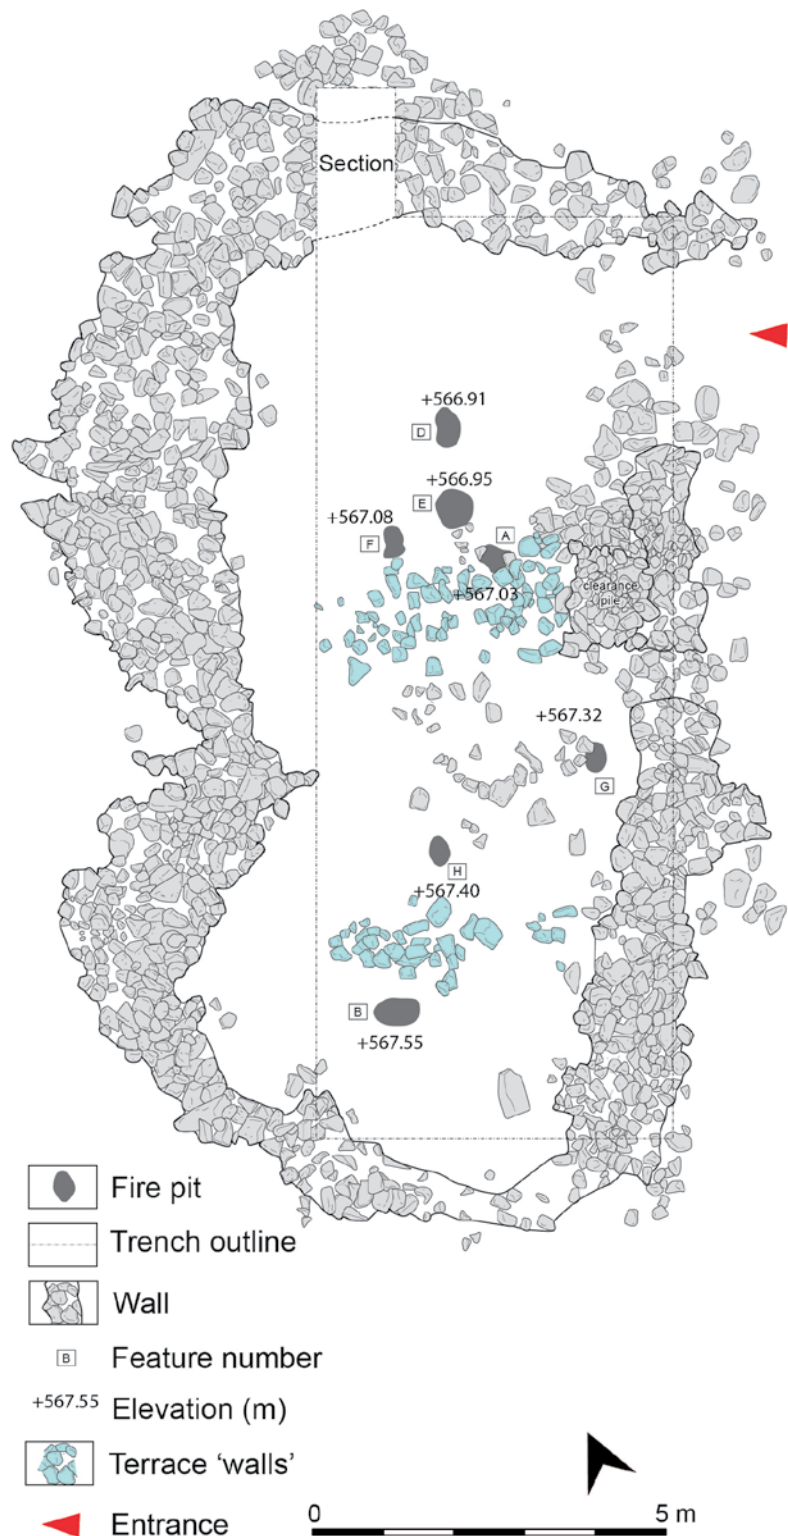 Section
+566.91
D
+566.95
E
+567.08
F
A
+567.03
clearance
pile
+567.32
G
H
+567.40
B
+567.55
Fire pit
Trench outline
Wall
B Feature number
+567.55 Elevation (m)
Terrace ‘walls’
Entrance
0 5 m